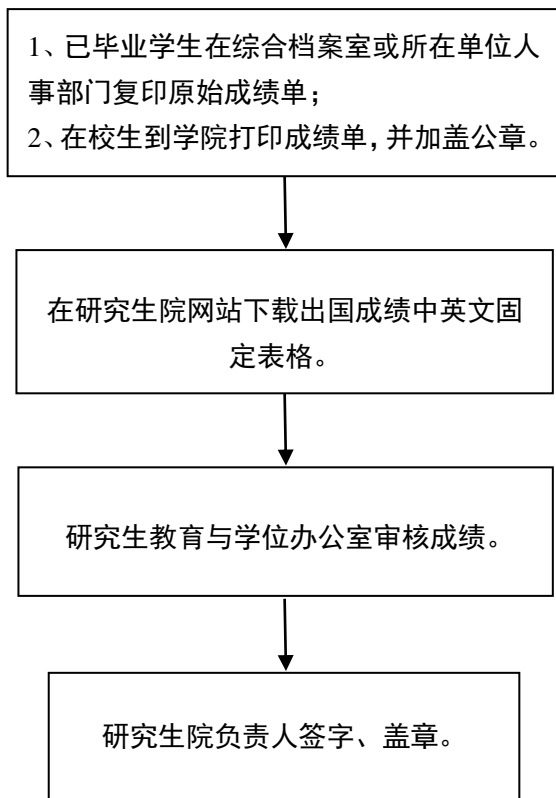 1、已毕业学生在综合档案室或所在单位人
事部门复印原始成绩单；
2、在校生到学院打印成绩单，并加盖公章。
在研究生院网站下载出国成绩中英文固
定表格。
研究生教育与学位办公室审核成绩。
研究生院负责人签字、盖章。